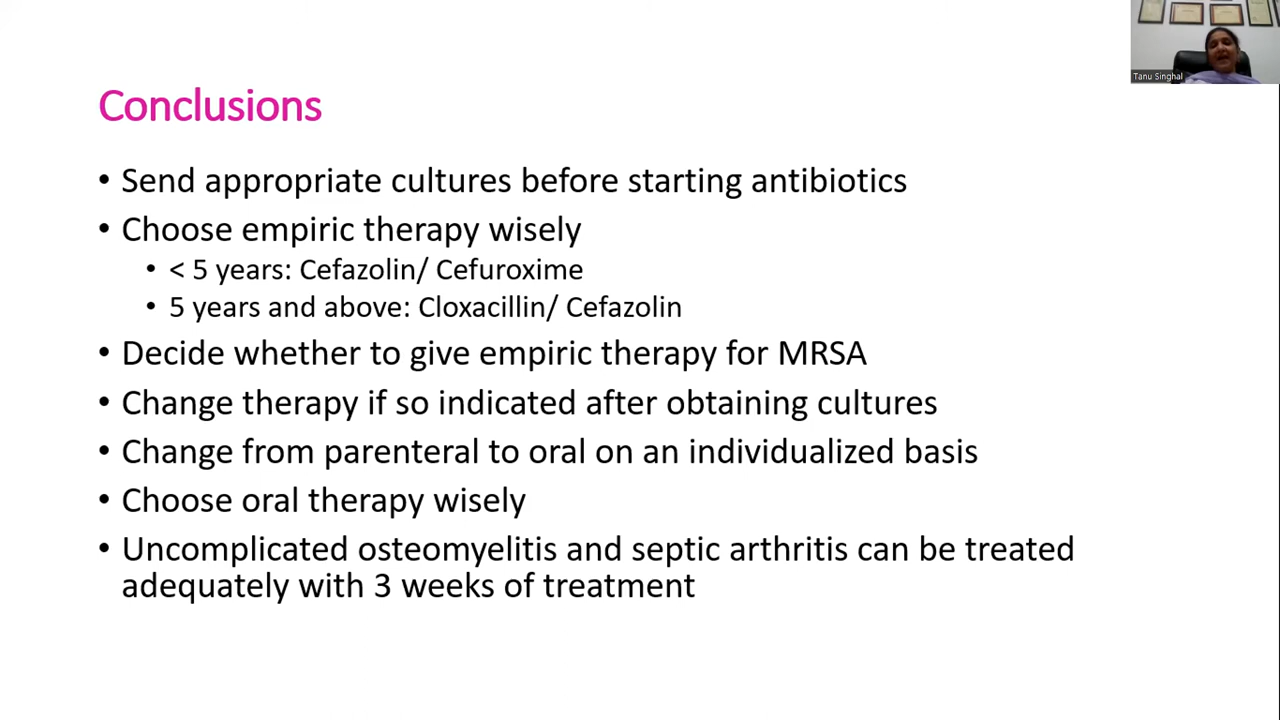 Tanu Singhal
Conclusions
• Send appropriate cultures before starting antibiotics
• Choose empiric therapy wisely
• < 5 years: Cefazolin/ Cefuroxime
• 5 years and above: Cloxacillin/ Cefazolin
• Decide whether to give empiric therapy for MRSA
• Change therapy if so indicated after obtaining cultures
• Change from parenteral to oral on an individualized basis
• Choose oral therapy wisely
• Uncomplicated osteomyelitis and septic arthritis can be treated
adequately with 3 weeks of treatment